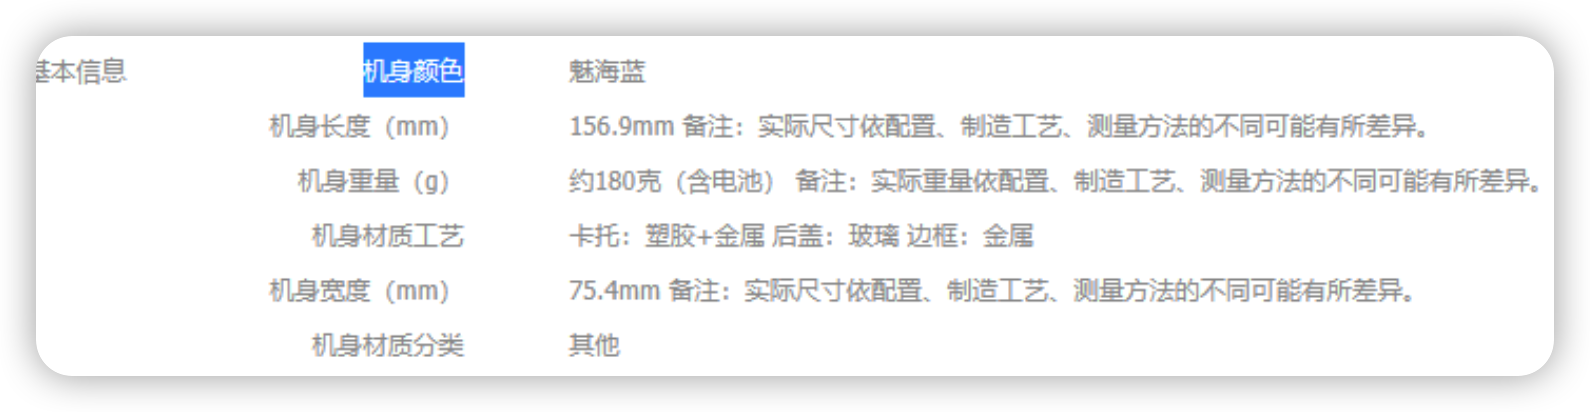 基本信息 机身颜色 魅海蓝
机身长度（mm） 156.9mm 备注：实际尺寸依配置、制造工艺、测量方法的不同可能有所差异。
机身重量（g） 约180克（含电池） 备注：实际重量依配置、制造工艺、测量方法的不同可能有所差异。
机身材质工艺 卡托：塑胶+金属 后盖：玻璃 边框：金属
机身宽度（mm） 75.4mm 备注：实际尺寸依配置、制造工艺、测量方法的不同可能有所差异。
机身材质分类 其他